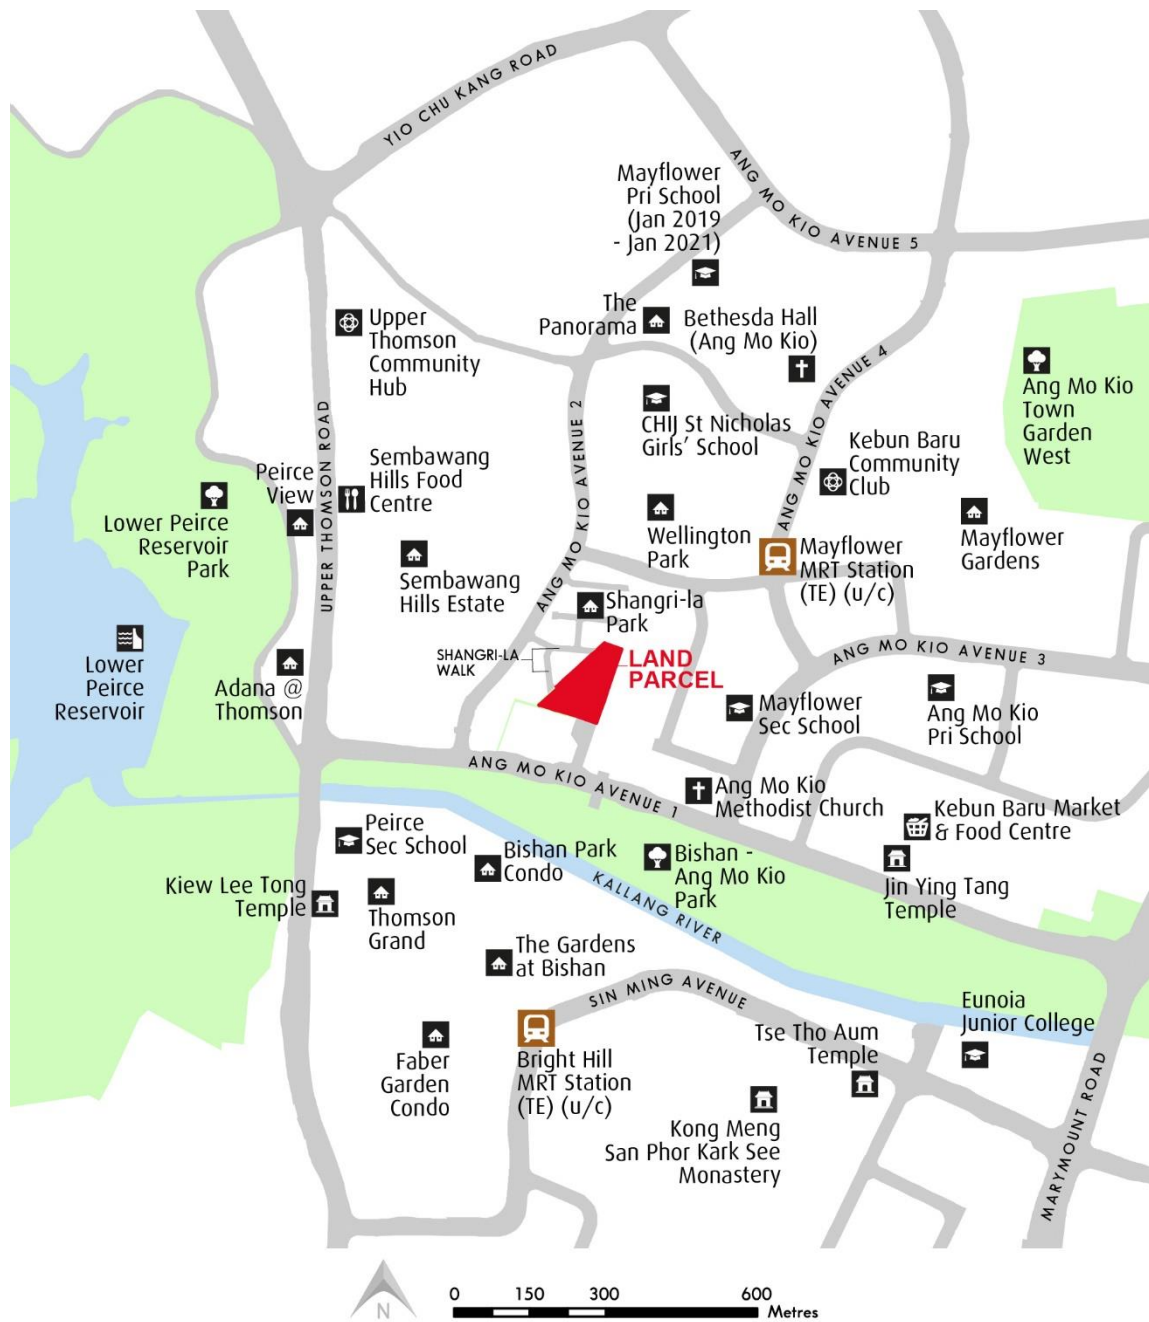 YIO CHU KANG ROAD
ANG MO KIO AVENUE 5
Mayflower
Pri School
(Jan 2019
- Jan 2021)
The
Panorama
Bethesda Hall
(Ang Mo Kio)
Upper
Thomson
Community
Hub
ANG MO KIO AVENUE 4
Ang Mo Kio
Town
Garden
West
UPPER THOMSON ROAD
ANG MO KIO AVENUE 2
CHIJ St Nicholas
Girls' School
Kebun Baru
Community
Club
Peirce
View
Sembawang
Hills Food
Centre
Lower Peirce
Reservoir
Park
Wellington
Park
Mayflower
MRT Station
(TE) (u/c)
Mayflower
Gardens
Sembawang
Hills Estate
Shangri-la
Park
SHANGRI-LA
WALK
LAND
PARCEL
ANG MO KIO AVENUE 3
Lower
Peirce
Reservoir
Adana @
Thomson
Mayflower
Sec School
Ang Mo Kio
Pri School
ANG MO KIO AVENUE 1
Ang Mo Kio
Methodist Church
Kebun Baru Market
& Food Centre
Peirce
Sec School
Bishan Park
Condo
Bishan -
Ang Mo Kio
Park
Jin Ying Tang
Temple
Kiew Lee Tong
Temple
Thomson
Grand
KALLANG RIVER
The Gardens
at Bishan
SIN MING AVENUE
Eunoia
Junior College
Faber
Garden
Condo
Bright Hill
MRT Station
(TE) (u/c)
Tse Tho Aum
Temple
Kong Meng
San Phor Kark See
Monastery
MARYMOUNT ROAD
N
0 150 300 600
Metres